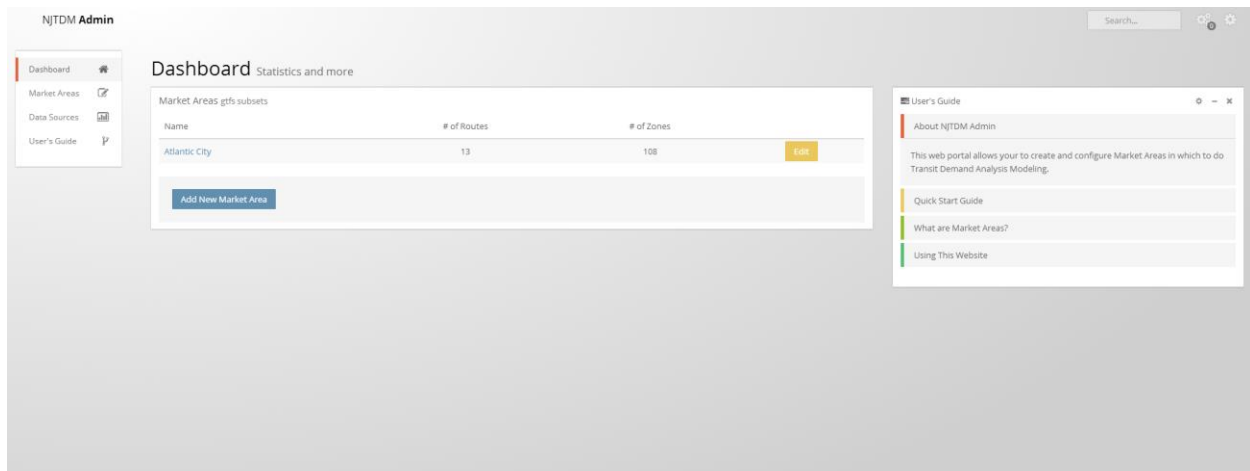 NJTDM Admin
Search...
0
Dashboard
Market Areas
Data Sources
User's Guide
Dashboard Statistics and more
Market Areas gtfs subsets
Name # of Routes # of Zones
Atlantic City 13 108 Edit
Add New Market Area
User's Guide
About NJTDM Admin
This web portal allows your to create and configure Market Areas in which to do
Transit Demand Analysis Modeling.
Quick Start Guide
What are Market Areas?
Using This Website